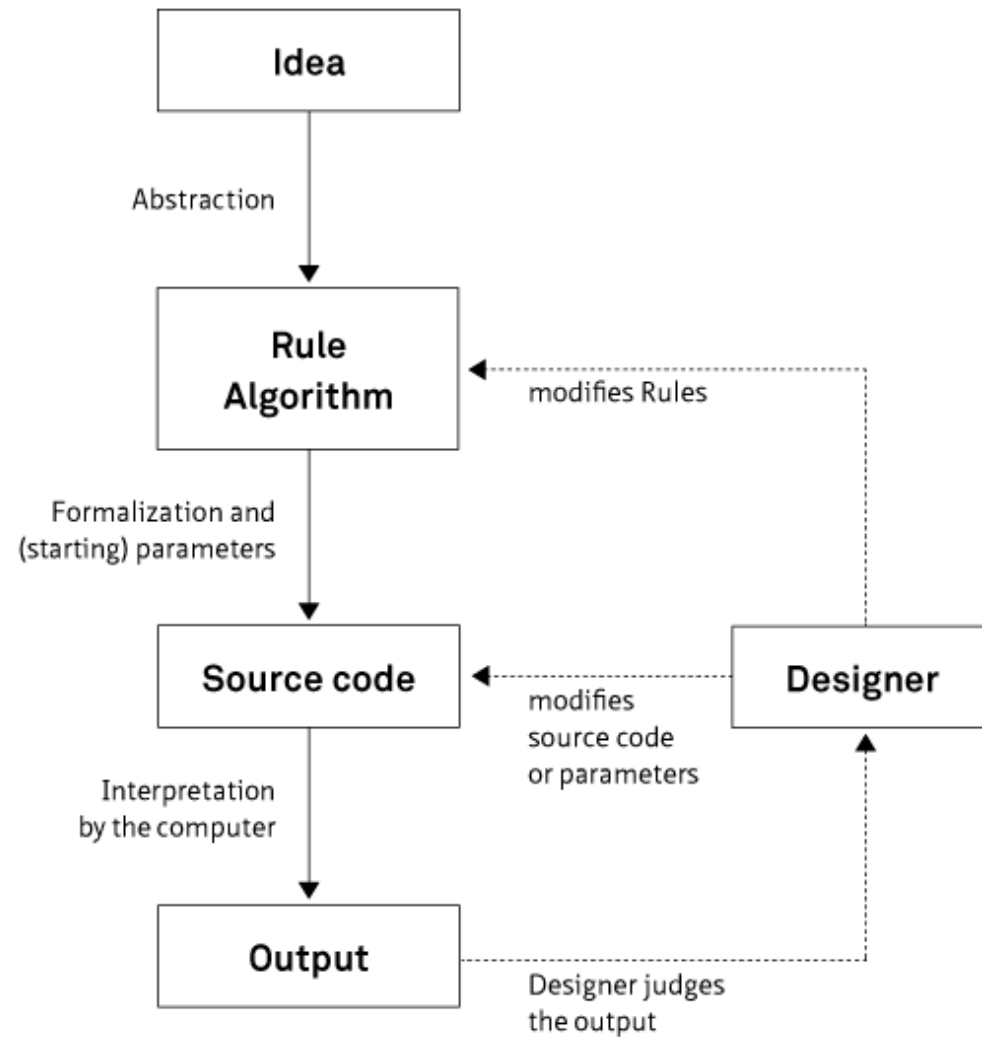 Idea
Abstraction
Rule
Algorithm
modifies Rules
Formalization and
(starting) parameters
Source code
Designer
modifies
source code
or parameters
Interpretation
by the computer
Output
Designer judges
the output